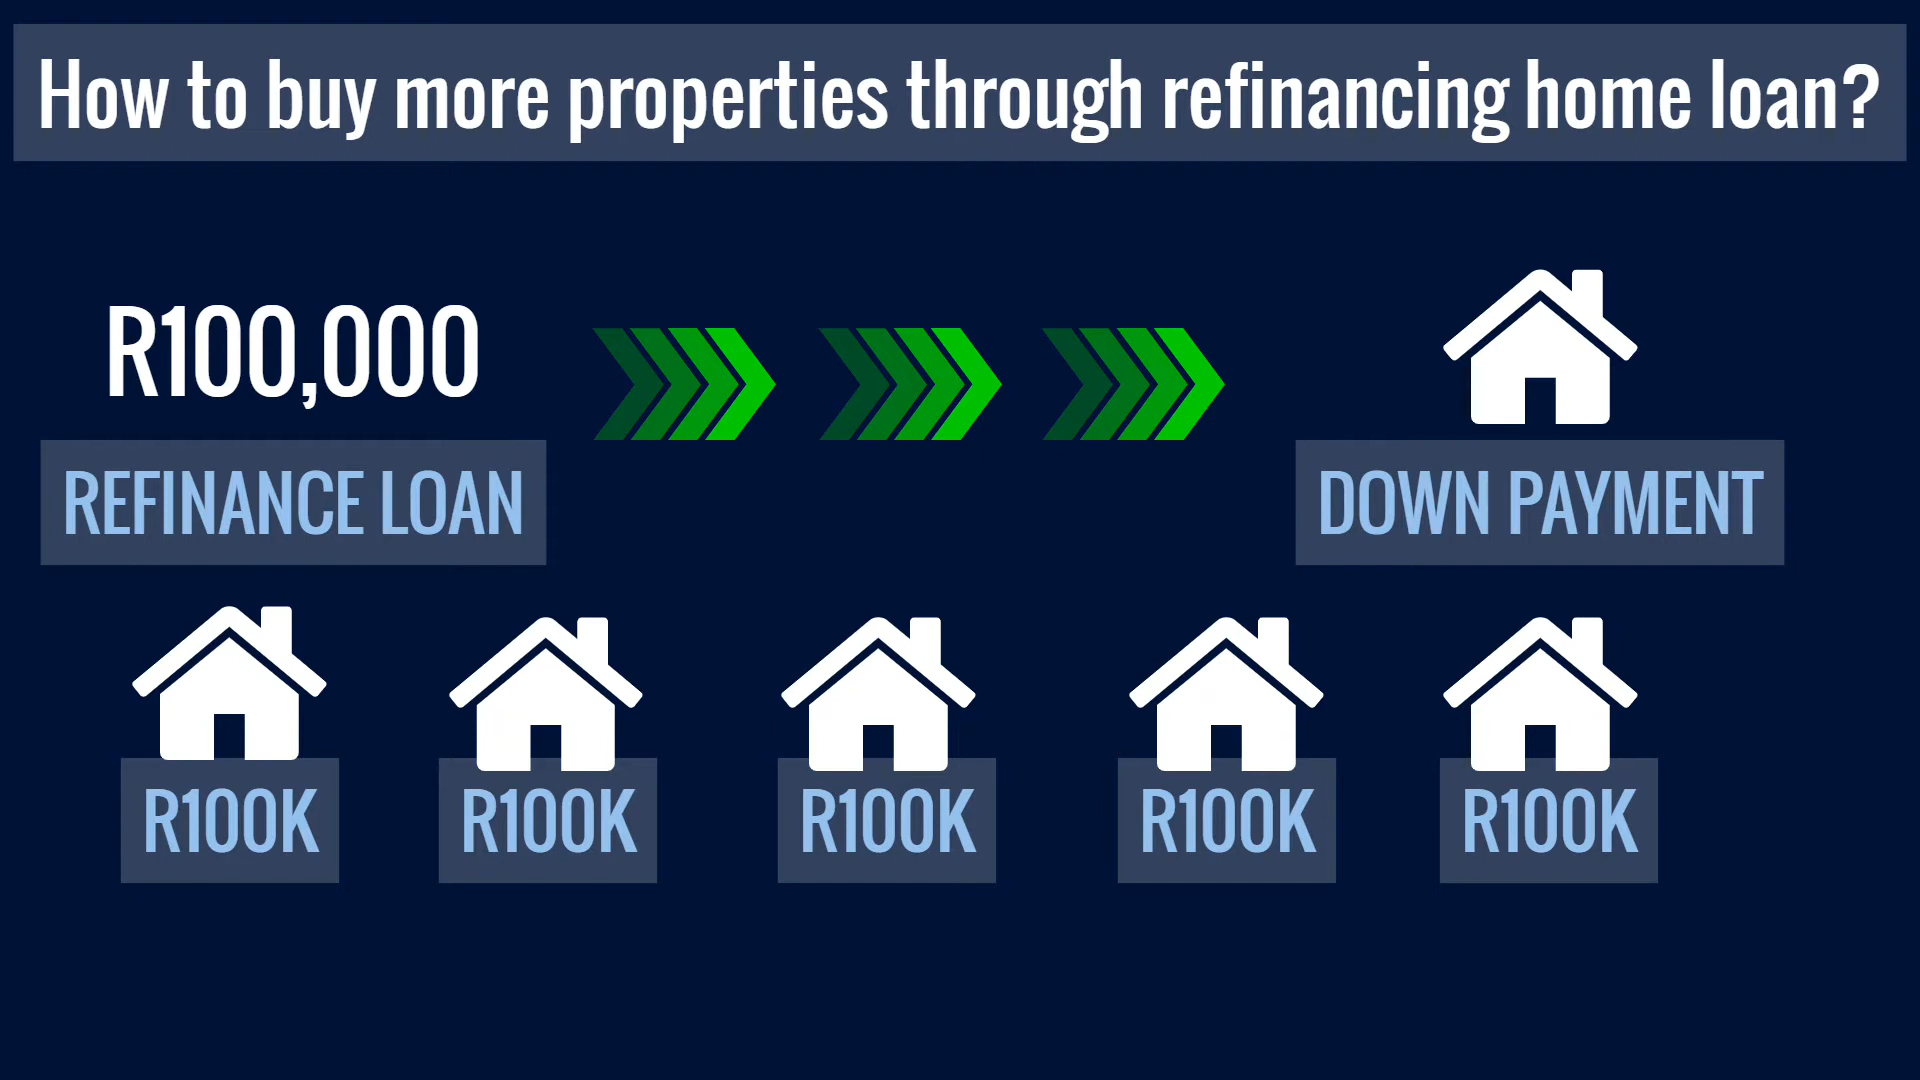 How to buy more properties through refinancing home loan?
R100,000
REFINANCE LOAN
DOWN PAYMENT
R100K
R100K
R100K
R100K
R100K